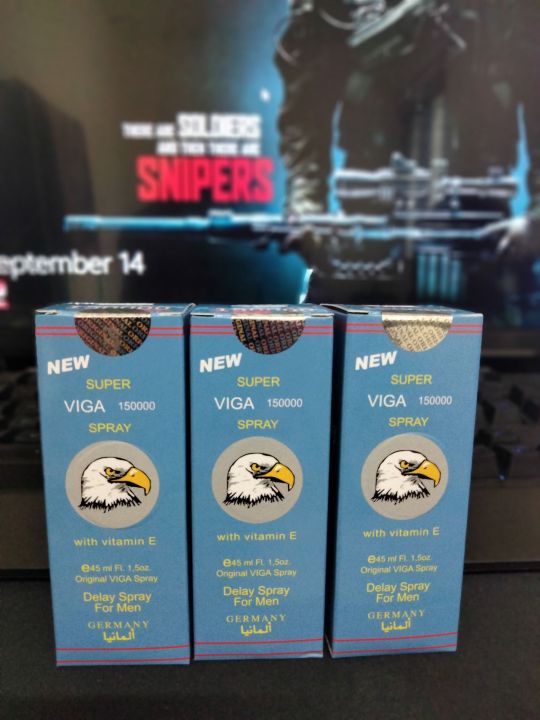 THERE ARE SOLDIERS
AND THEN THERE ARE
SNIPERS
eptember 14
NEW
SUPER
VIGA 150000
SPRAY
with vitamin E
℮45 ml Fl. 1,5oz.
Original VIGA Spray
Delay Spray
For Men
GERMANY
ألمانيا
NEW
SUPER
VIGA 150000
SPRAY
with vitamin E
℮45 ml Fl. 1,5oz.
Original VIGA Spray
Delay Spray
For Men
GERMANY
ألمانيا
NEW
SUPER
VIGA 150000
SPRAY
with vitamin E
℮45 ml Fl. 1,5oz.
Original VIGA Spray
Delay Spray
For Men
GERMANY
ألمانيا